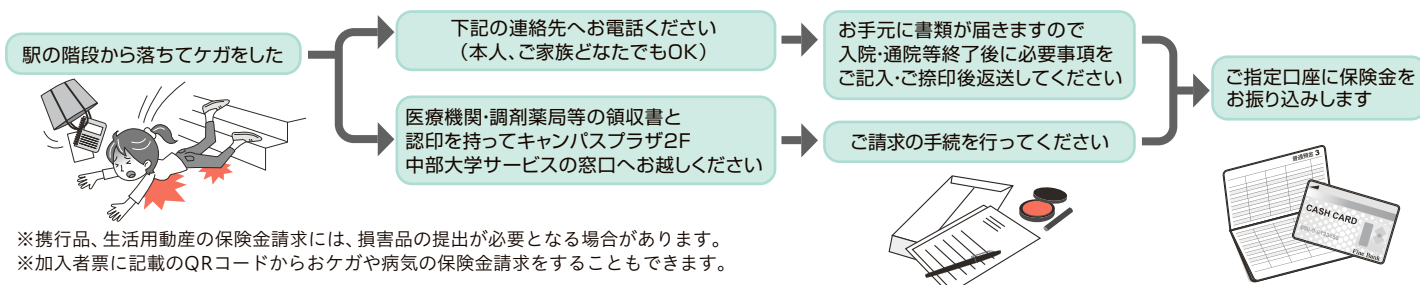 駅の階段から落ちてケガをした
下記の連絡先へお電話ください
(本人、ご家族どなたでもOK)
お手元に書類が届きますので
入院・通院等終了後に必要事項を
ご記入・ご捺印後返送してください
医療機関・調剤薬局等の領収書と
認印を持ってキャンパスプラザ2F
中部大学サービスの窓口へお越しください
ご請求の手続を行ってください
ご指定口座に保険金を
お振り込みします
普通預金 3
CASH CARD
Fine Bank
※携行品、生活用動産の保険金請求には、損害品の提出が必要となる場合があります。
※加入者票に記載のQRコードからおケガや病気の保険金請求をすることもできます。